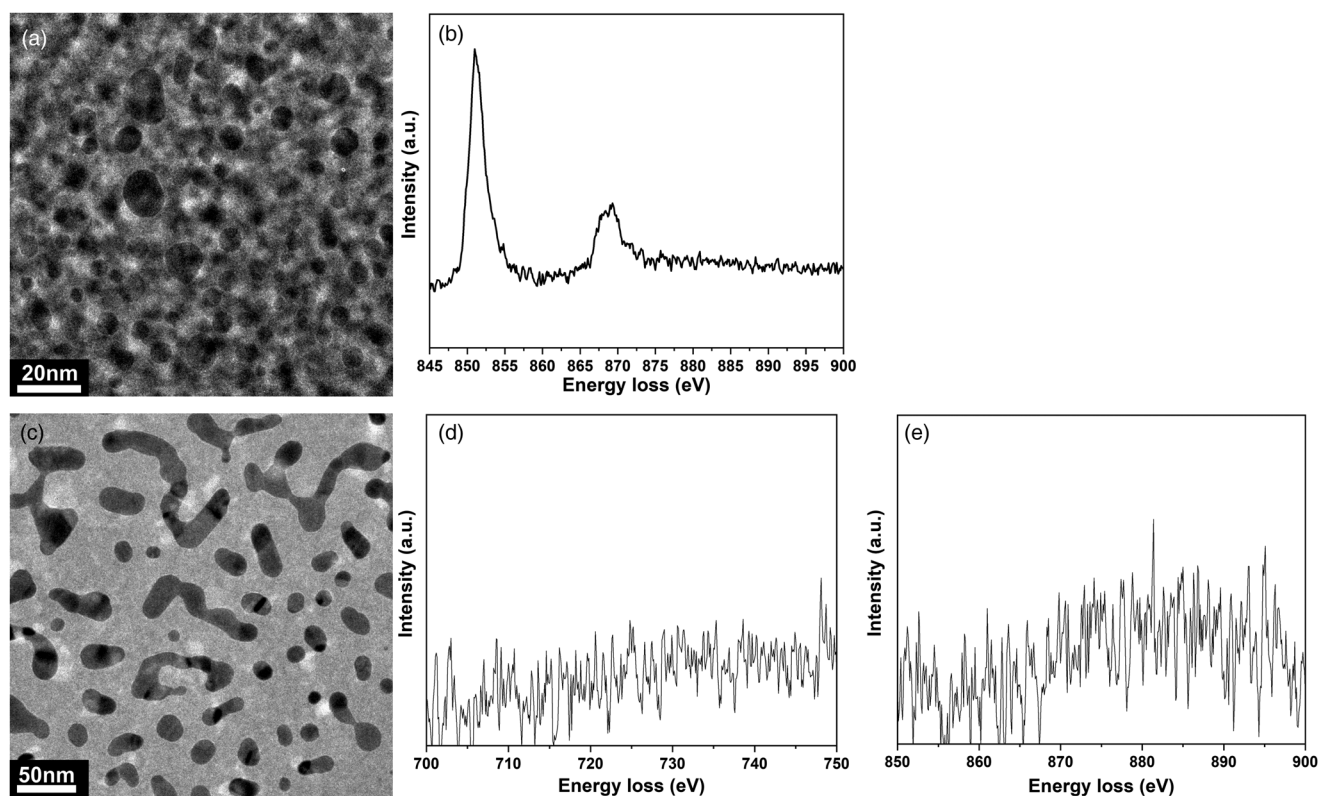 (a)
20nm
(b)
Intensity (a.u.)
845 850 855 860 865 870 875 880 885 890 895 900
Energy loss (eV)
(c)
50nm
(d)
Intensity (a.u.)
700 710 720 730 740 750
Energy loss (eV)
(e)
Intensity (a.u.)
850 860 870 880 890 900
Energy loss (eV)